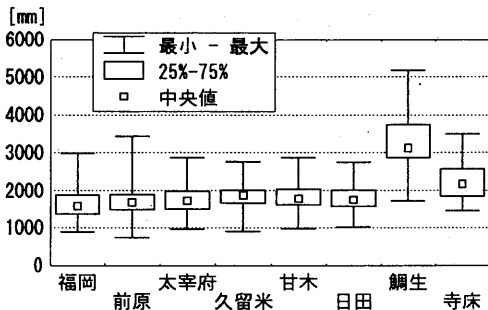 [mm]
6000
5000
4000
3000
2000
1000
0
最小 - 最大
25%-75%
中央値
福岡
前原
太宰府
久留米
甘木
日田
鯛生
寺床